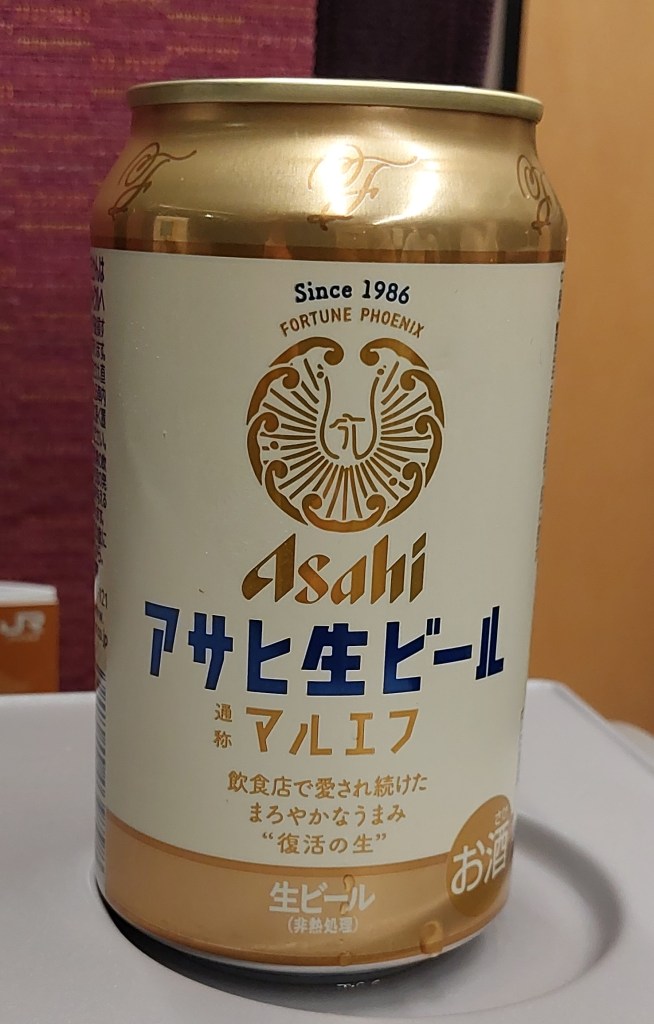 Since 1986
FORTUNE PHOENIX
Asahi
アサヒ生ビール
通称 マルエフ
飲食店で愛され続けた
まろやかなうまみ
“復活の生”
お酒
生ビール
(非熱処理)
JR